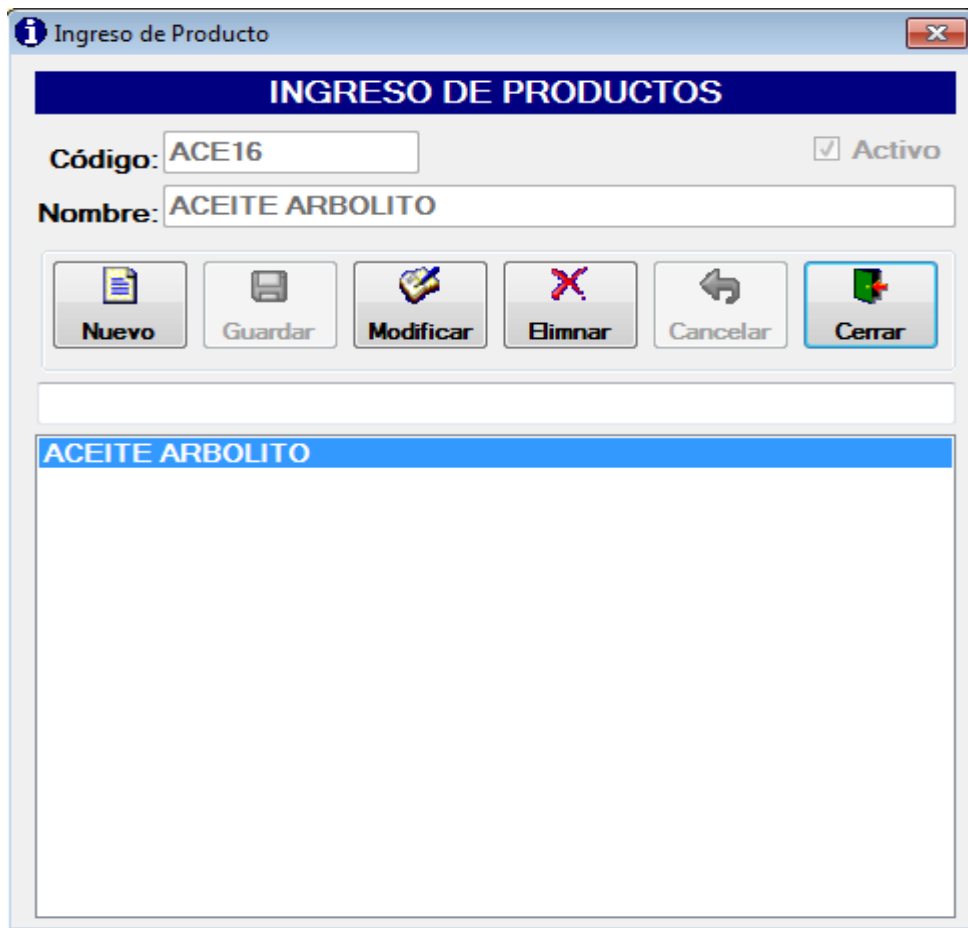 Ingreso de Producto
INGRESO DE PRODUCTOS
Código: ACE16 Activo
Nombre: ACEITE ARBOLITO
Nuevo Guardar Modificar Elimnar Cancelar Cerrar
ACEITE ARBOLITO